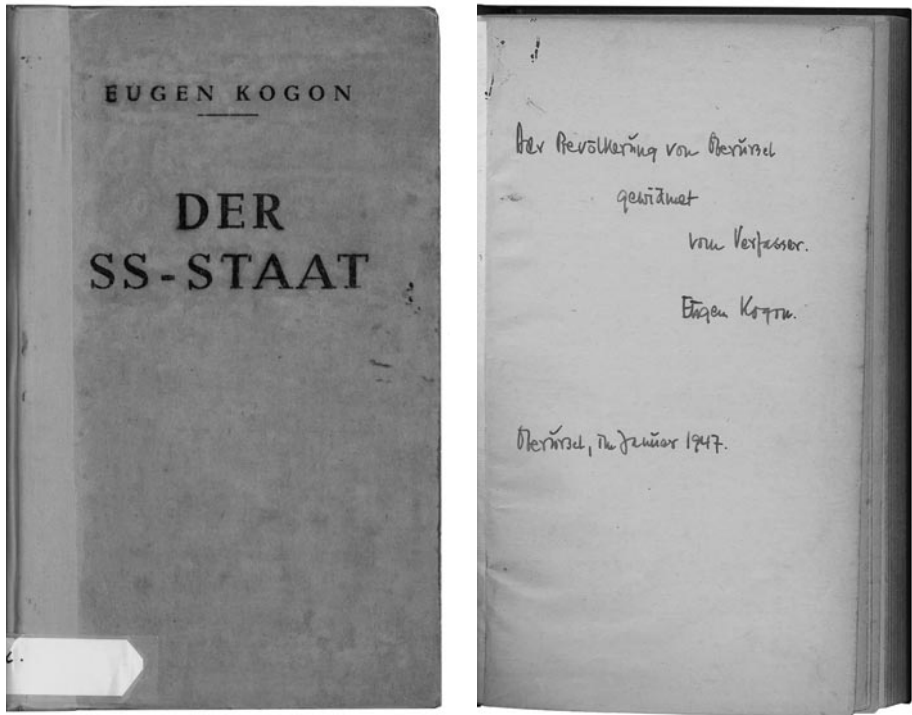 EUGEN KOGON
DER
SS-STAAT
Der Bevölkerung von Oberursel
gewidmet
vom Verfasser.
Eugen Kogon.
Oberursel, im Januar 1947.